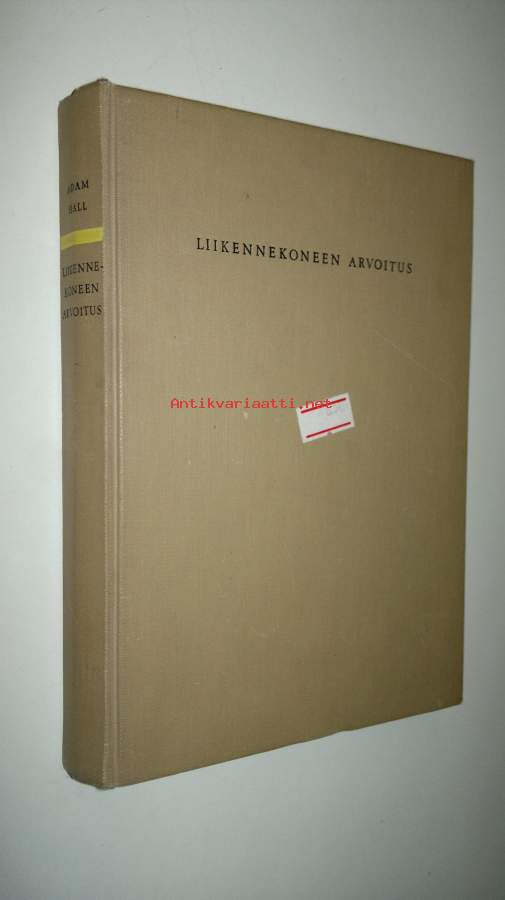 ADAM
HALL
LIIKENNE-
KONEEN
ARVOITUS
LIIKENNEKONEEN ARVOITUS
Antikvariaatti.net